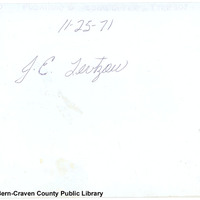 11-25-71
J. E.
ern-Craven County Public Library